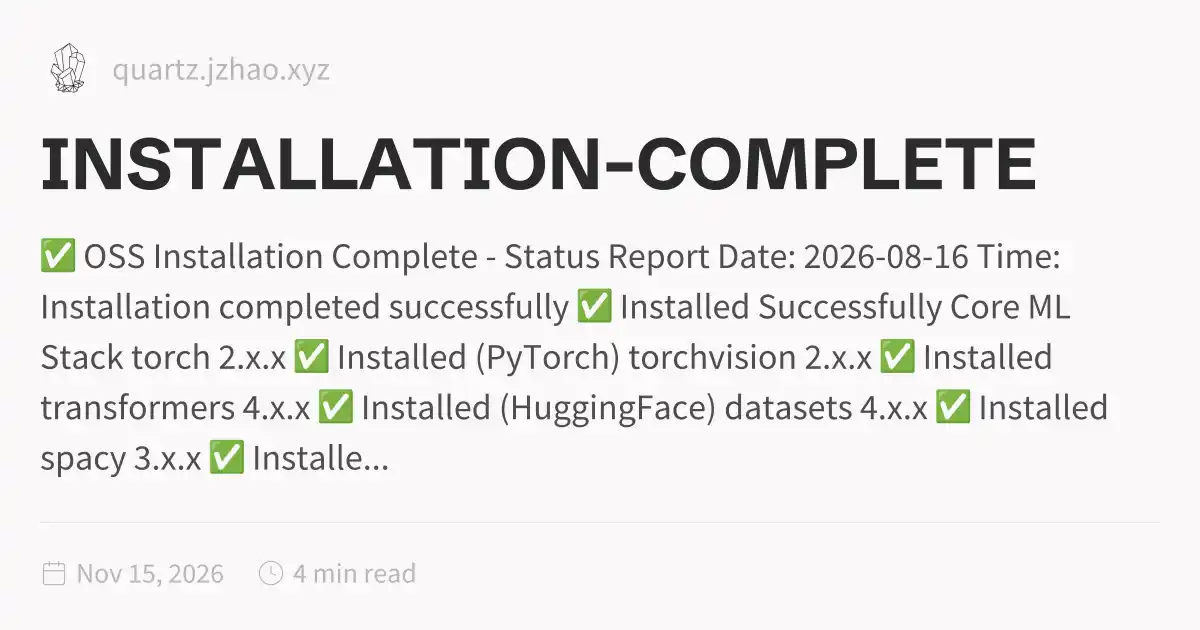 quartz.jzhao.xyz
INSTALLATION-COMPLETE
✅ OSS Installation Complete - Status Report Date: 2026-08-16 Time:
Installation completed successfully ✅ Installed Successfully Core ML
Stack torch 2.x.x ✅ Installed (PyTorch) torchvision 2.x.x ✅ Installed
transformers 4.x.x ✅ Installed (HuggingFace) datasets 4.x.x ✅ Installed
spacy 3.x.x ✅ Installe...
Nov 15, 2026 4 min read